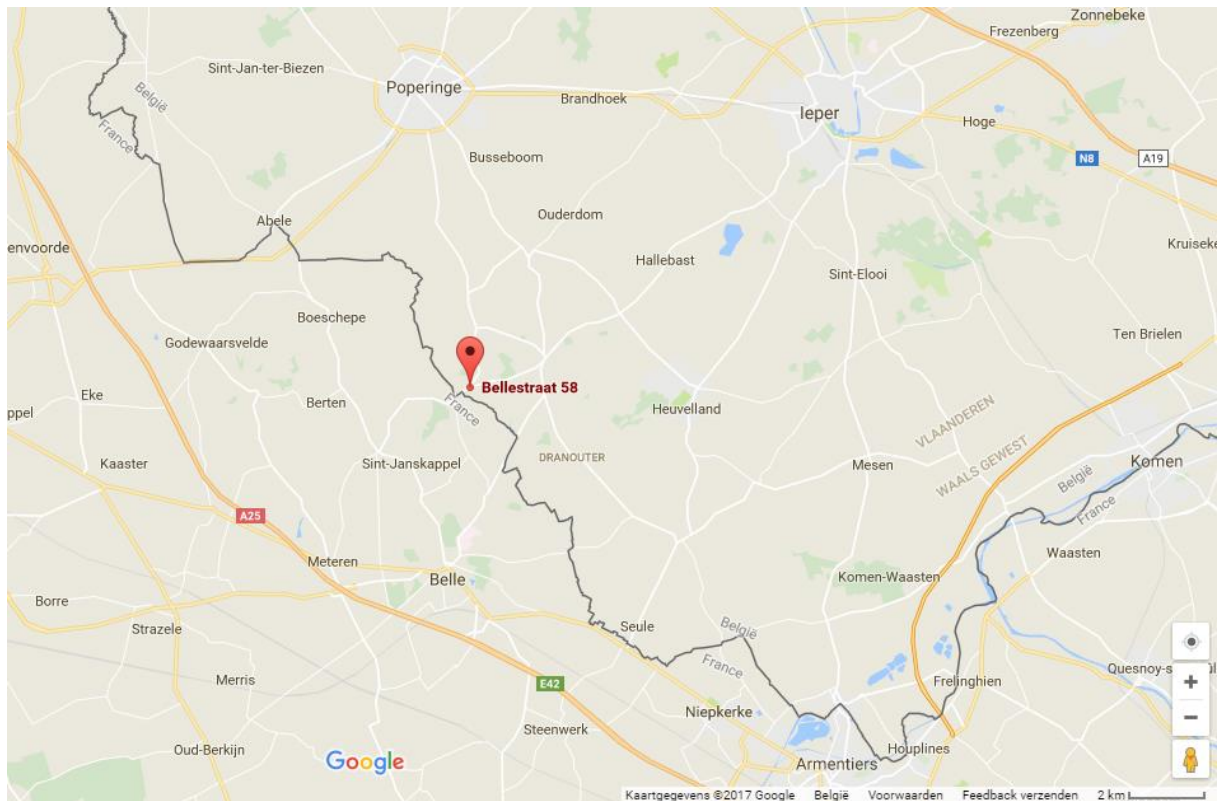 Zonnebeke
Frezenberg
Sint-Jan-ter-Biezen
Poperinge
België
Brandhoek
Ieper
Hoge
France
N8
A19
Busseboom
Abele
Ouderdom
envoorde
Hallebast
Kruiseke
Sint-Elooi
Boeschepe
Godewaarsvelde
Ten Brielen
Bellestraat 58
Eke
Berten
France
Heuvelland
ppel
VLAANDEREN
Kaaster
Sint-Janskappel
DRANOUTER
Mesen
WAALS GEWEST
België
Komen
France
A25
Meteren
Waasten
Belle
Komen-Waasten
Borre
Strazele
Seule
België
France
Merris
E42
Frelinghien
Niepkerke
Steenwerk
Oud-Berkijn
Houplines
Armentiers
Google
+
−
Kaartgegevens ©2017 Google België Voorwaarden Feedback verzenden 2 km